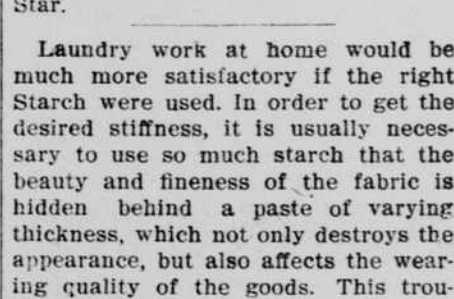 Star.
Laundry work at home would be
much more satisfactory if the right
Starch were used. In order to get the
desired stiffness, it is usually neces-
sary to use so much starch that the
beauty and fineness of the fabric is
hidden behind a paste of varying
thickness, which not only destroys the
appearance, but also affects the wear-
ing quality of the goods. This trou-